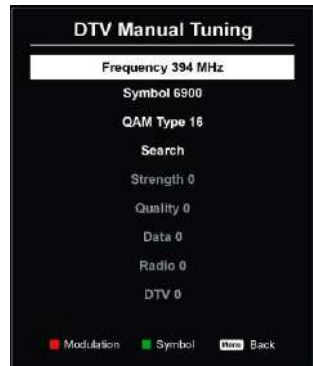 DTV Manual Tuning
Frequency 394 MHz
Symbol 6900
QAM Type 16
Search
Strength 0
Quality 0
Data 0
Radio 0
DTV 0
Modulation Symbol Menu Back